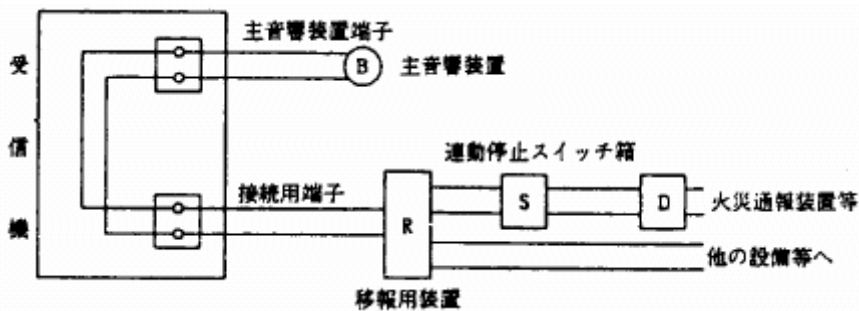 主音響装置端子
B
主音響装置
受信機
連動停止スイッチ箱
接続用端子
R
S
D
火災通報装置等
他の設備等へ
移報用装置